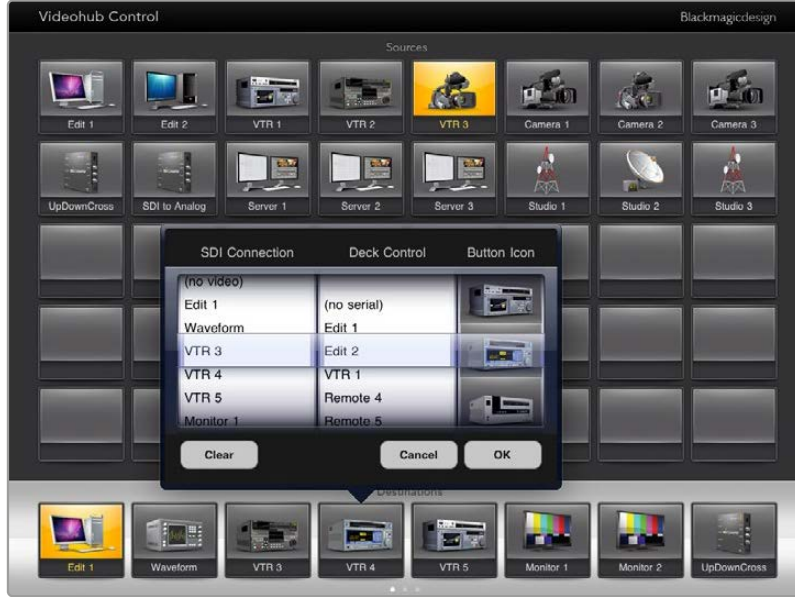 Videohub Control
Blackmagicdesign
Sources
Edit 1
Edit 2
VTR 1
VTR 2
VTR 3
Camera 1
Camera 2
Camera 3
UpDownCross
SDI to Analog
Server 1
Server 2
Server 3
Studio 1
Studio 2
Studio 3
SDI Connection
Deck Control
Button Icon
(no video)
Edit 1
(no serial)
Waveform
Edit 1
VTR 3
Edit 2
VTR 4
VTR 1
VTR 5
Remote 4
Monitor 1
Remote 5
Clear
Cancel
OK
Destinations
Edit 1
Waveform
VTR 3
VTR 4
VTR 5
Monitor 1
Monitor 2
UpDownCross